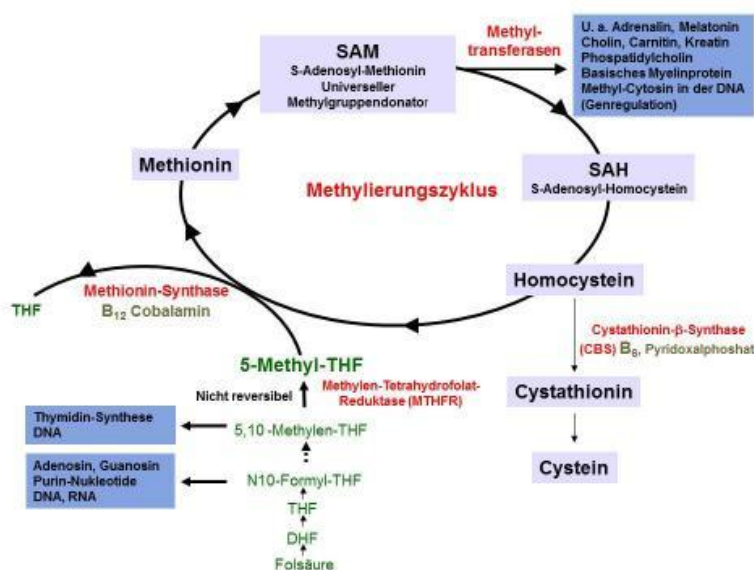 SAM
S-Adenosyl-Methionin
Universeller
Methylgruppendonator
Methyl-
transferasen
U. a. Adrenalin, Melatonin
Cholin, Carnitin, Kreatin
Phospatidylcholin
Basisches Myelinprotein
Methyl-Cytosin in der DNA
(Genregulation)
Methionin
Methylierungszyklus
SAH
S-Adenosyl-Homocystein
Homocystein
THF
Methionin-Synthase
B₁₂ Cobalamin
Cystathionin-β-Synthase
(CBS) B₆, Pyridoxalphoshat
5-Methyl-THF
Nicht reversibel
Methylen-Tetrahydrofolat-
Reduktase (MTHFR)
Cystathionin
Thymidin-Synthese
DNA
5,10-Methylen-THF
Cystein
Adenosin, Guanosin
Purin-Nukleotide
DNA, RNA
N10-Formyl-THF
THF
DHF
Folsäure